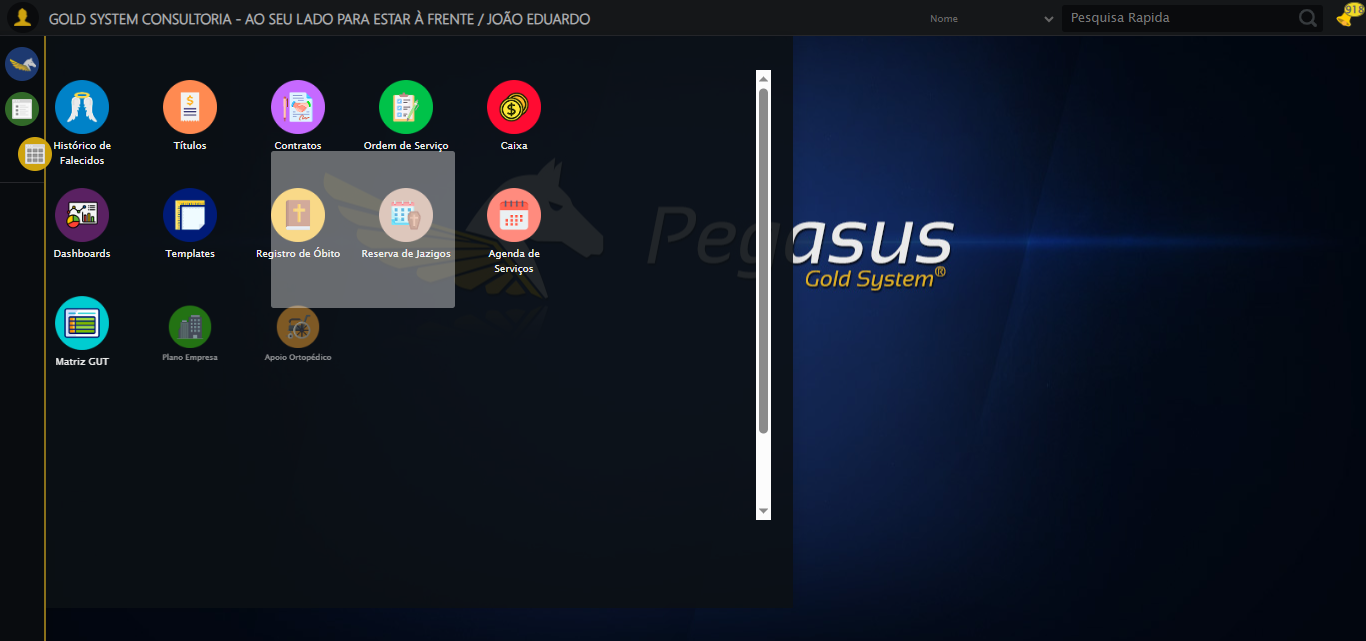 GOLD SYSTEM CONSULTORIA - AO SEU LADO PARA ESTAR À FRENTE / JOÃO EDUARDO
Nome
Pesquisa Rapida
918
Histórico de
Falecidos
Títulos
Contratos
Ordem de Serviço
Caixa
Dashboards
Templates
Registro de Óbito
Reserva de Jazigos
Agenda de
Serviços
Pegasus
Gold System®
Matriz GUT
Plano Empresa
Apoio Ortopédico